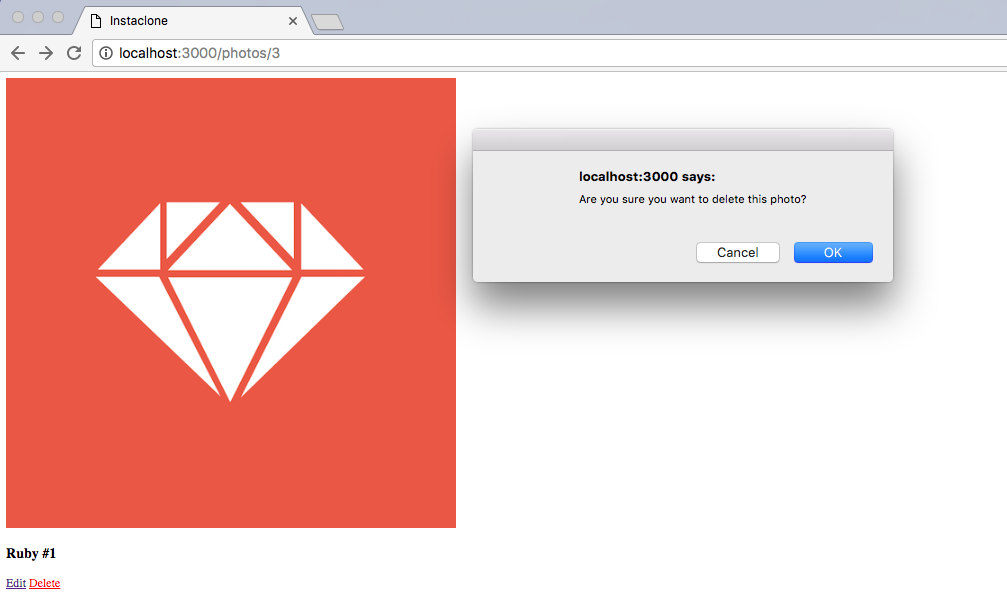 Instaclone
localhost:3000/photos/3
localhost:3000 says:
Are you sure you want to delete this photo?
Cancel OK
Ruby #1
Edit Delete